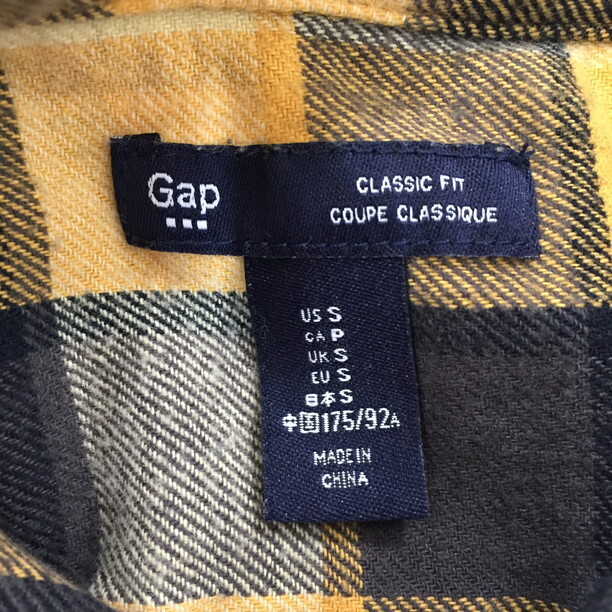 Gap
CLASSIC FIT
COUPE CLASSIQUE
US S
CA P
UK S
EU S
日本 S
中国 175/92A
MADE IN
CHINA